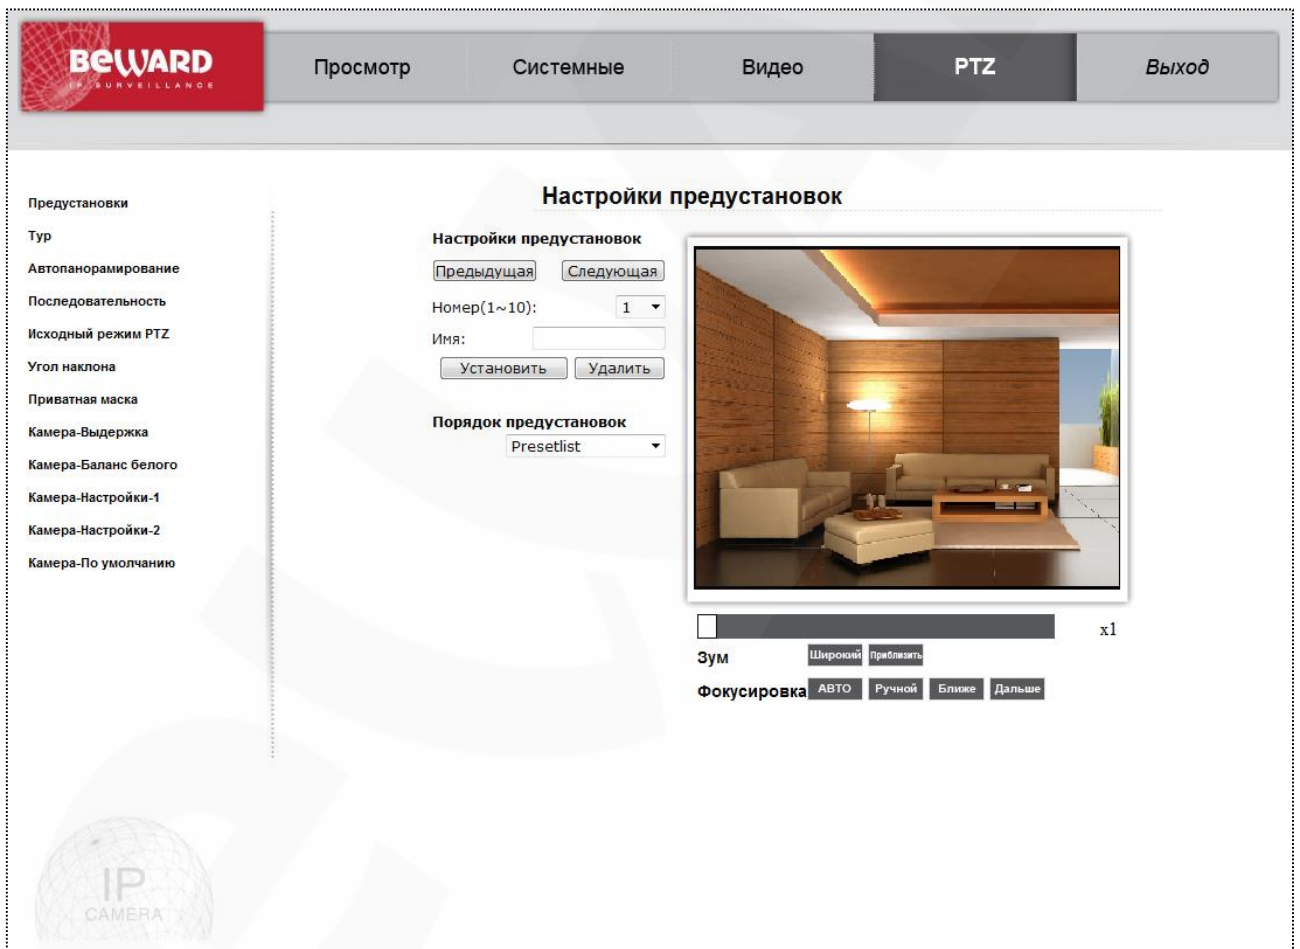 BEWARD
IP SURVEILLANCE
Просмотр
Системные
Видео
PTZ
Выход
Предустановки
Тур
Автопанорамирование
Последовательность
Исходный режим PTZ
Угол наклона
Приватная маска
Камера-Выдержка
Камера-Баланс белого
Камера-Настройки-1
Камера-Настройки-2
Камера-По умолчанию
Настройки предустановок
Настройки предустановок
Предыдущая Следующая
Номер(1~10): 1
Имя:
Установить Удалить
Порядок предустановок
Presetlist
x1
Зум Широкий Приблизить
Фокусировка АВТО Ручной Ближе Дальше
IP
CAMERA